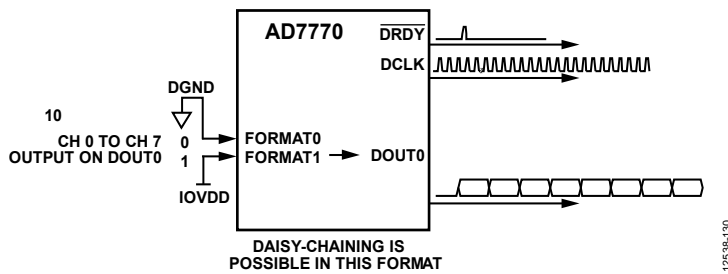 AD7770
DRDY
DCLK
DGND
10
CH 0 TO CH 7 0 FORMAT0
OUTPUT ON DOUT0 1 FORMAT1 DOUT0
IOVDD
DAISY-CHAINING IS
POSSIBLE IN THIS FORMAT
12538-130